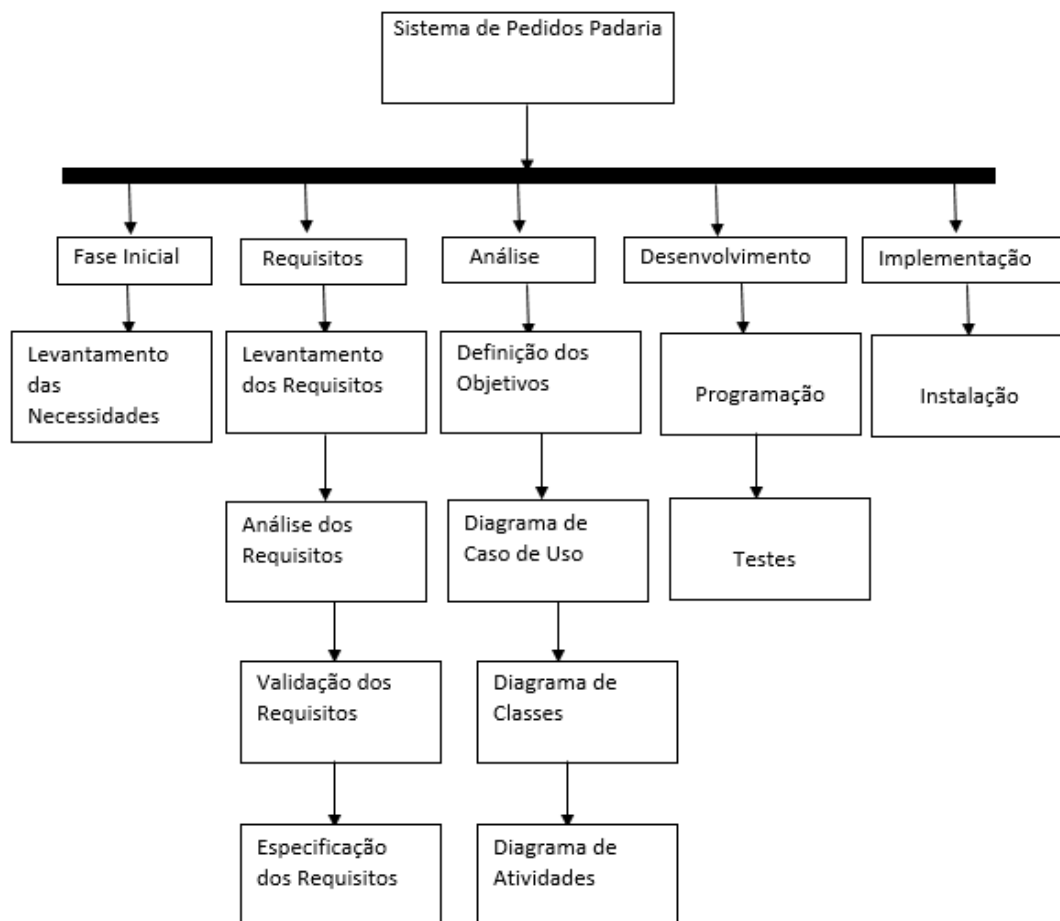 Sistema de Pedidos Padaria
Fase Inicial
Requisitos
Análise
Desenvolvimento
Implementação
Levantamento
das
Necessidades
Levantamento
dos Requisitos
Definição dos
Objetivos
Programação
Instalação
Análise dos
Requisitos
Diagrama de
Caso de Uso
Testes
Validação dos
Requisitos
Diagrama de
Classes
Especificação
dos Requisitos
Diagrama de
Atividades